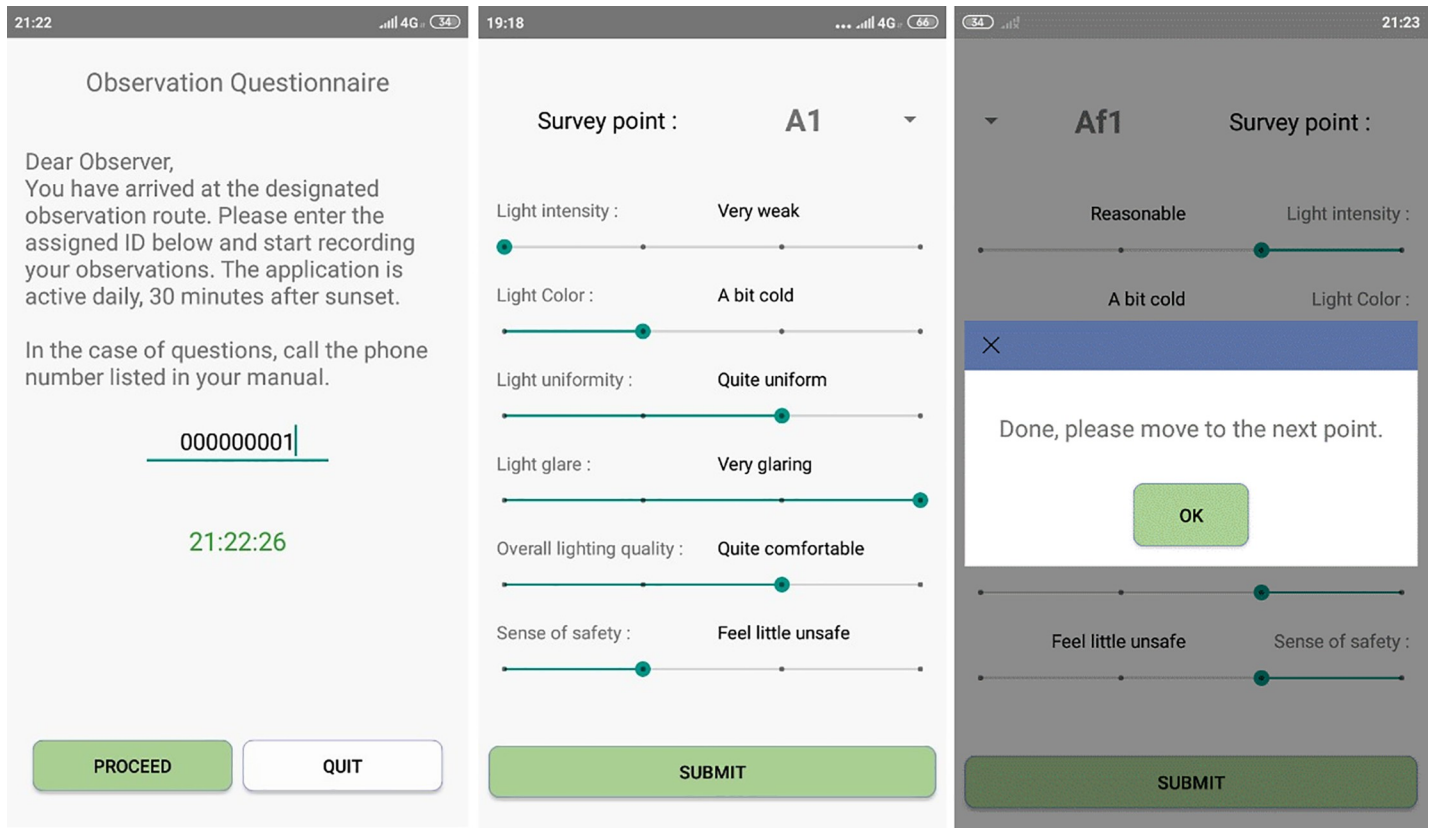 21:22 4G 34
Observation Questionnaire
Dear Observer,
You have arrived at the designated
observation route. Please enter the
assigned ID below and start recording
your observations. The application is
active daily, 30 minutes after sunset.
In the case of questions, call the phone
number listed in your manual.
000000001
21:22:26
PROCEED QUIT
19:18 ... 4G 66
Survey point : A1
Light intensity : Very weak
Light Color : A bit cold
Light uniformity : Quite uniform
Light glare : Very glaring
Overall lighting quality : Quite comfortable
Sense of safety : Feel little unsafe
SUBMIT
34 21:23
Af1 Survey point :
Reasonable Light intensity :
A bit cold Light Color :
Done, please move to the next point.
OK
Feel little unsafe Sense of safety :
SUBMIT